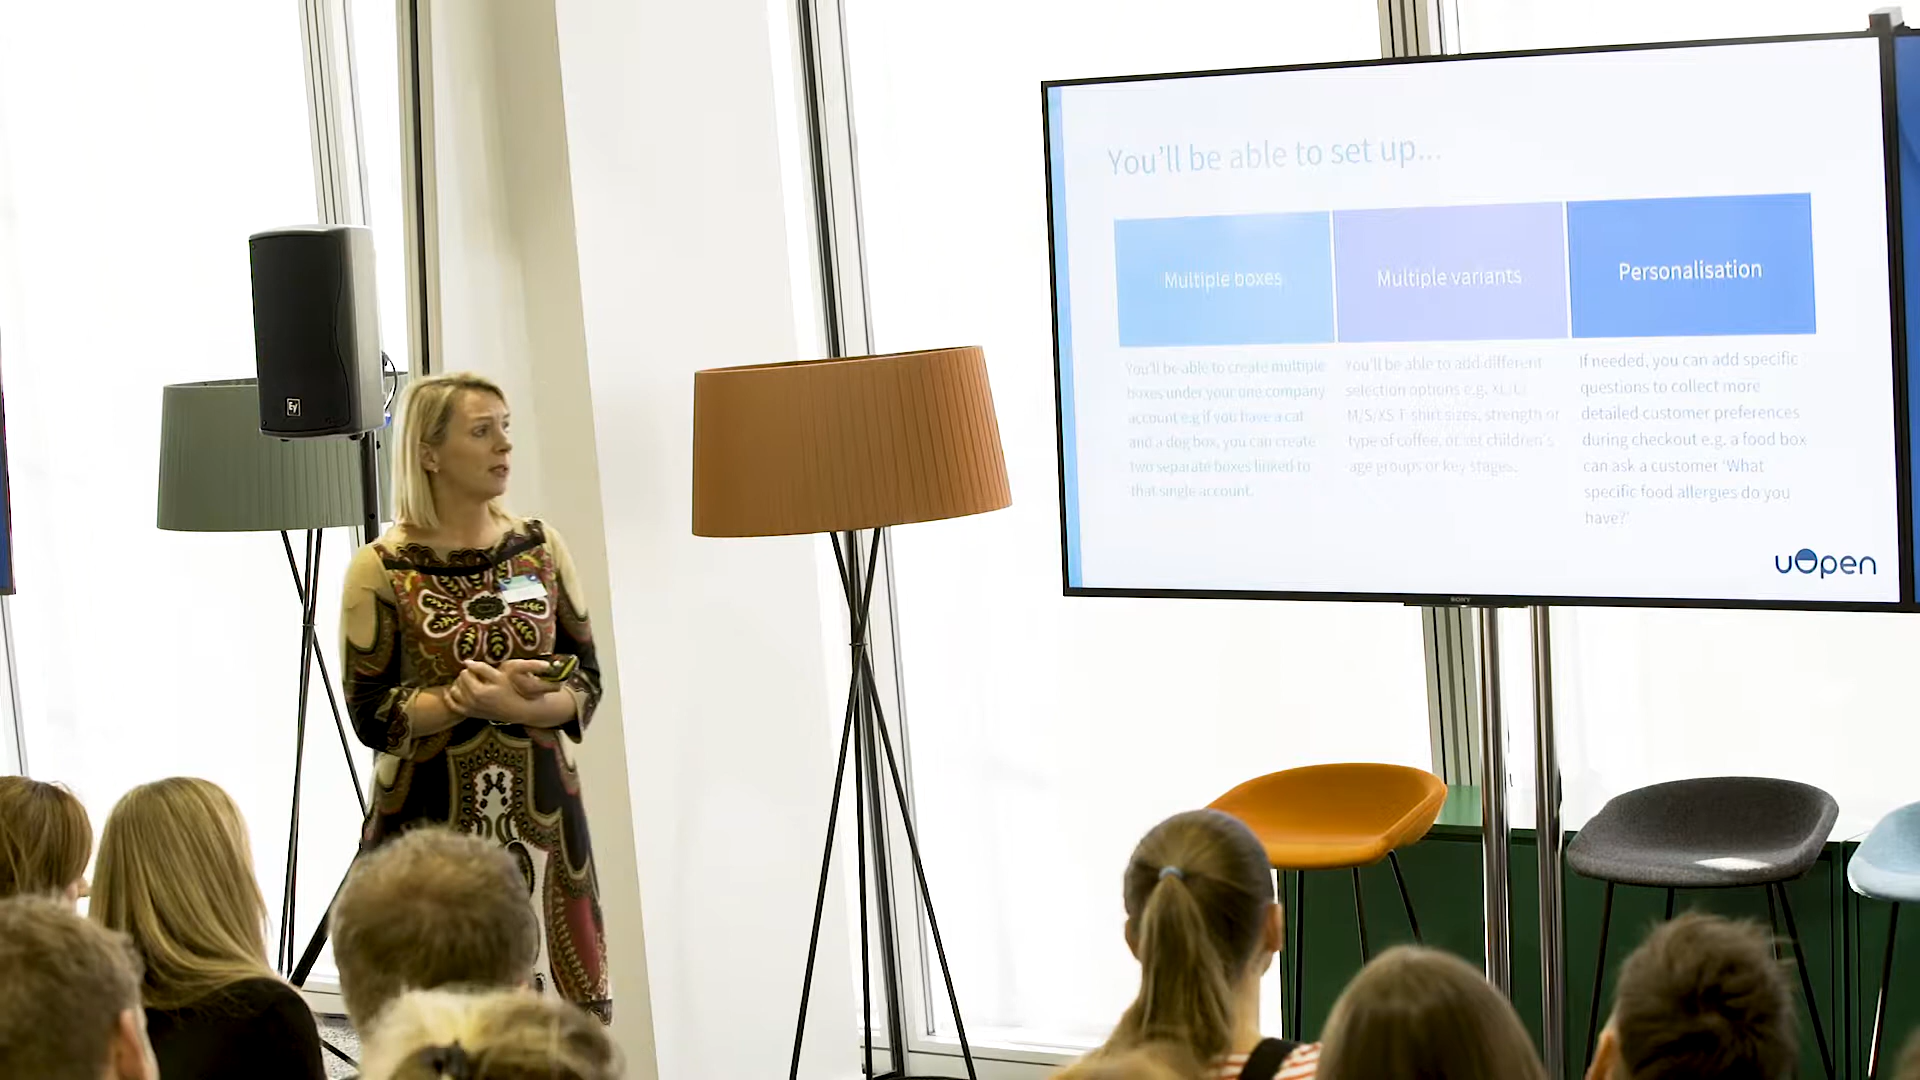 You'll be able to set up...
Multiple boxes
Multiple variants
Personalisation
You'll be able to create multiple
boxes under your one company
account e.g if you have a cat
and a dog box, you can create
two separate boxes linked to
that single account.
You'll be able to add different
selection options e.g. XL/L/
M/S/XS T-shirt sizes, strength or
type of coffee, or set children's
age groups or key stages.
If needed, you can add specific
questions to collect more
detailed customer preferences
during checkout e.g. a food box
can ask a customer 'What
specific food allergies do you
have?'
uOpen
SONY
EV